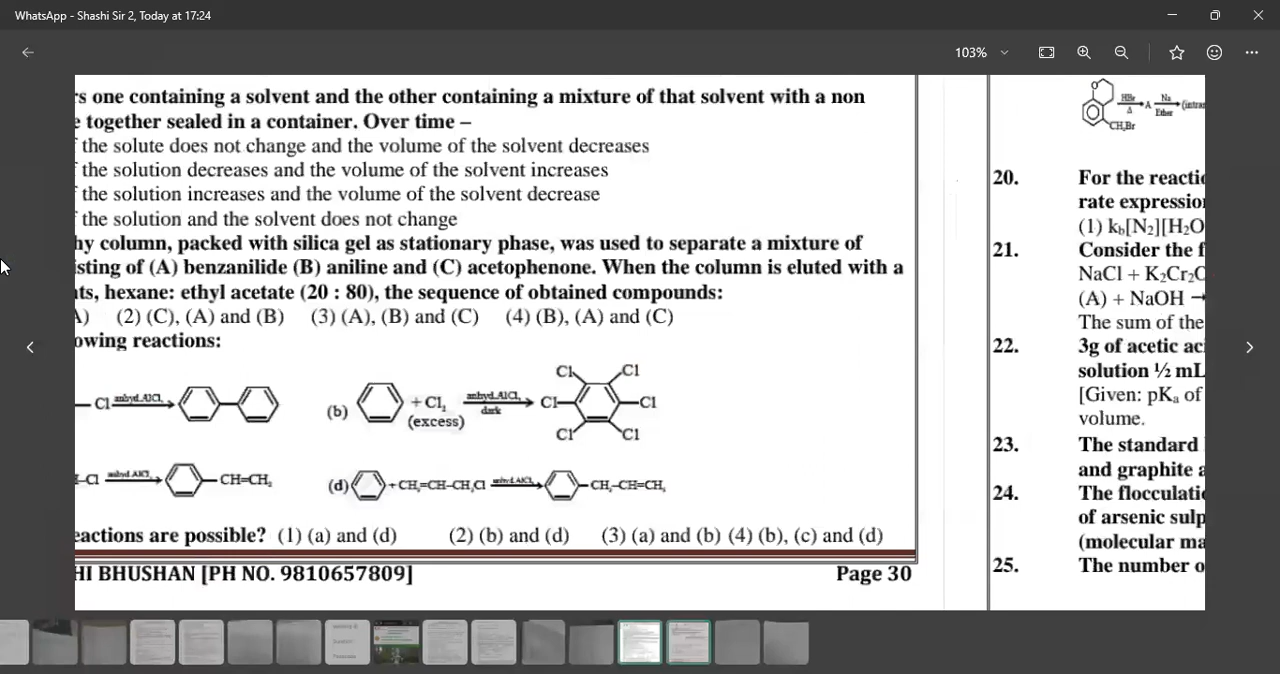 WhatsApp - Shashi Sir 2, Today at 17:24
103%
rs one containing a solvent and the other containing a mixture of that solvent with a non
e together sealed in a container. Over time –
f the solute does not change and the volume of the solvent decreases
f the solution decreases and the volume of the solvent increases
f the solution increases and the volume of the solvent decrease
f the solution and the solvent does not change
hy column, packed with silica gel as stationary phase, was used to separate a mixture of
isting of (A) benzanilide (B) aniline and (C) acetophenone. When the column is eluted with a
nts, hexane: ethyl acetate (20 : 80), the sequence of obtained compounds:
A) (2) (C), (A) and (B) (3) (A), (B) and (C) (4) (B), (A) and (C)
owing reactions:
Cl anhyd.AlCl₃
(b) + Cl₂ (excess) anhyd.AlCl₃ dark Cl Cl Cl Cl Cl Cl
-Cl anhyd.AlCl₃ CH=CH₂
(d) + CH₂=CH–CH₂Cl anhyd.AlCl₃ CH₂–CH=CH₂
eactions are possible? (1) (a) and (d) (2) (b) and (d) (3) (a) and (b) (4) (b), (c) and (d)
HI BHUSHAN [PH NO. 9810657809]
Page 30
O HBr Δ A Na Ether (intra
CH₂Br
20. For the reactio
rate expression
(1) k_b[N₂][H₂O
21. Consider the f
NaCl + K₂Cr₂O
(A) + NaOH →
The sum of the
22. 3g of acetic aci
solution ½ mL
[Given: pKₐ of
volume.
23. The standard
and graphite a
24. The flocculatio
of arsenic sulp
(molecular ma
25. The number o